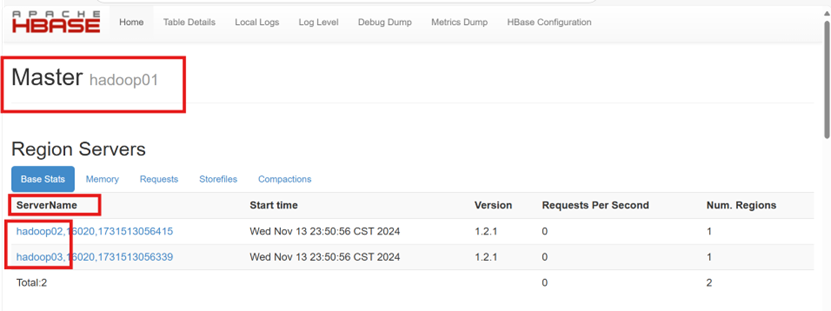 APACHE
HBASE Home Table Details Local Logs Log Level Debug Dump Metrics Dump HBase Configuration
Master hadoop01
Region Servers
Base Stats Memory Requests Storefiles Compactions
ServerName Start time Version Requests Per Second Num. Regions
hadoop02,16020,1731513056415 Wed Nov 13 23:50:56 CST 2024 1.2.1 0 1
hadoop03,16020,1731513056339 Wed Nov 13 23:50:56 CST 2024 1.2.1 0 1
Total:2 0 2